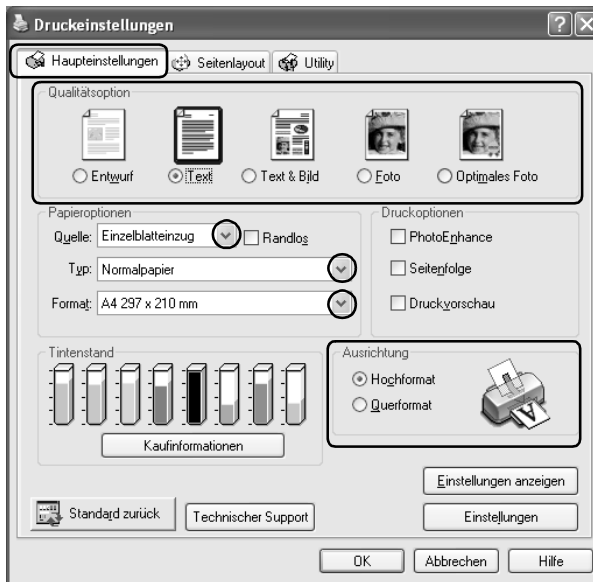 Druckeinstellungen
Haupteinstellungen Seitenlayout Utility
Qualitätsoption
Entwurf Text Text & Bild Foto Optimales Foto
Papieroptionen
Quelle: Einzelblatteinzug Randlos
Typ: Normalpapier
Format: A4 297 x 210 mm
Druckoptionen
PhotoEnhance
Seitenfolge
Druckvorschau
Tintenstand
Kaufinformationen
Ausrichtung
Hochformat
Querformat
A
Einstellungen anzeigen
Standard zurück Technischer Support Einstellungen
OK Abbrechen Hilfe